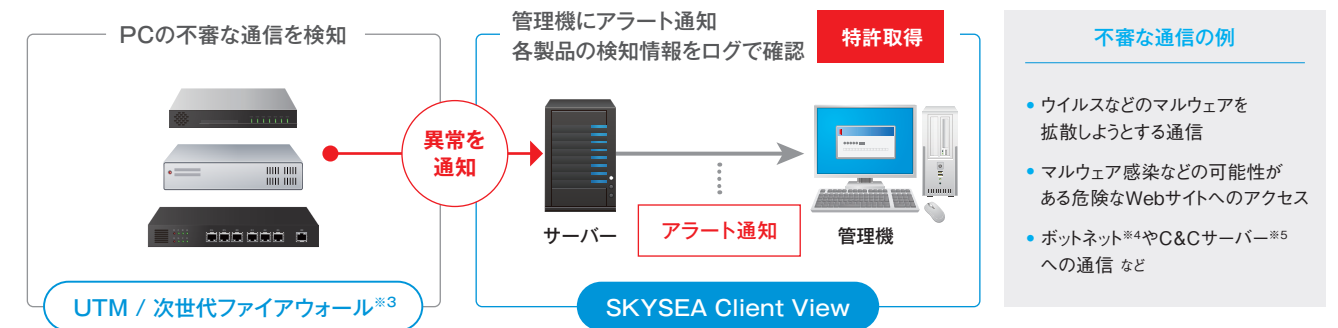 PCの不審な通信を検知
管理機にアラート通知
各製品の検知情報をログで確認
特許取得
異常を
通知
サーバー
アラート通知
管理機
UTM / 次世代ファイアウォール※3
SKYSEA Client View
不審な通信の例
• ウイルスなどのマルウェアを
拡散しようとする通信
• マルウェア感染などの可能性が
ある危険なWebサイトへのアクセス
• ボットネット※4やC&Cサーバー※5
への通信 など